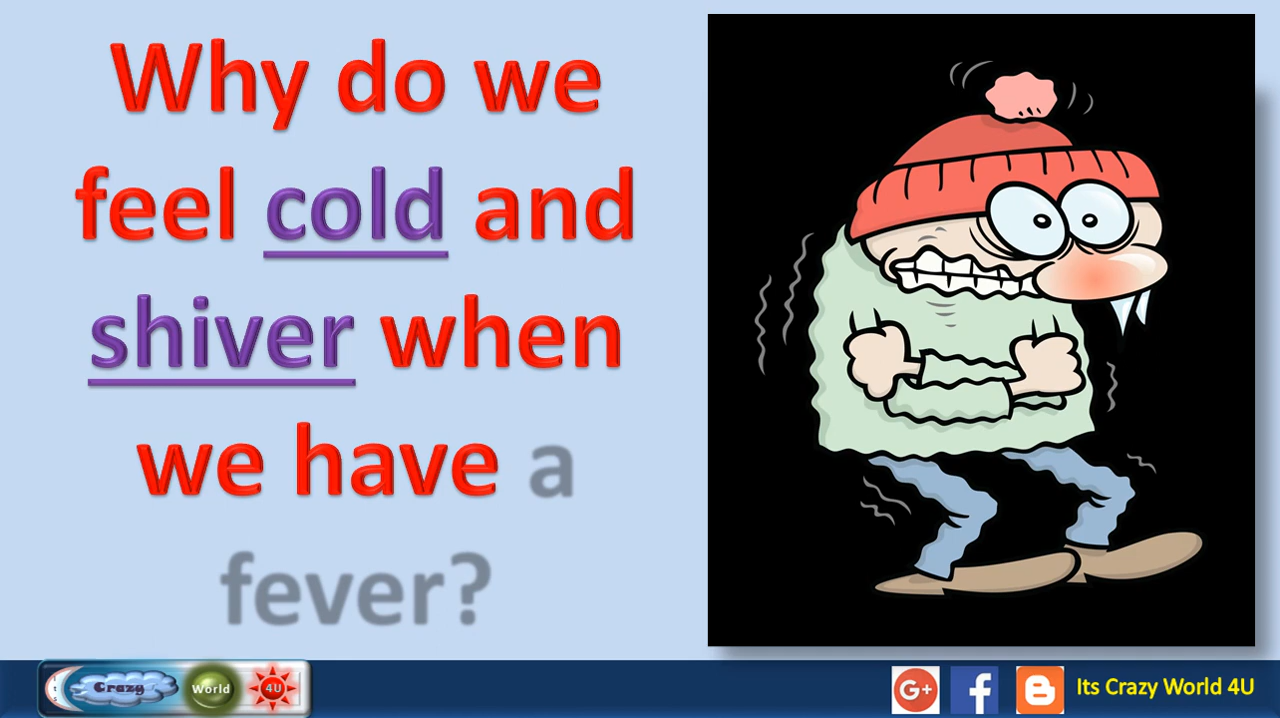 Why do we
feel cold and
shiver when
we have a
fever?
Crazy World 4U
G+ f B Its Crazy World 4U